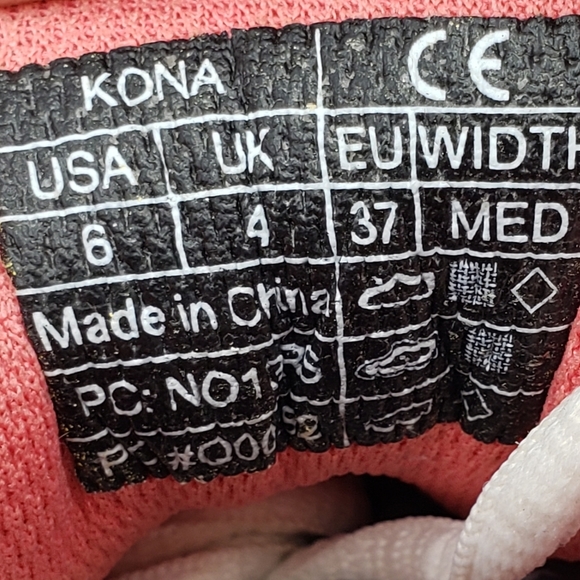 KONA CE
USA UK EU WIDTH
6 4 37 MED
Made in China
PC: NO1